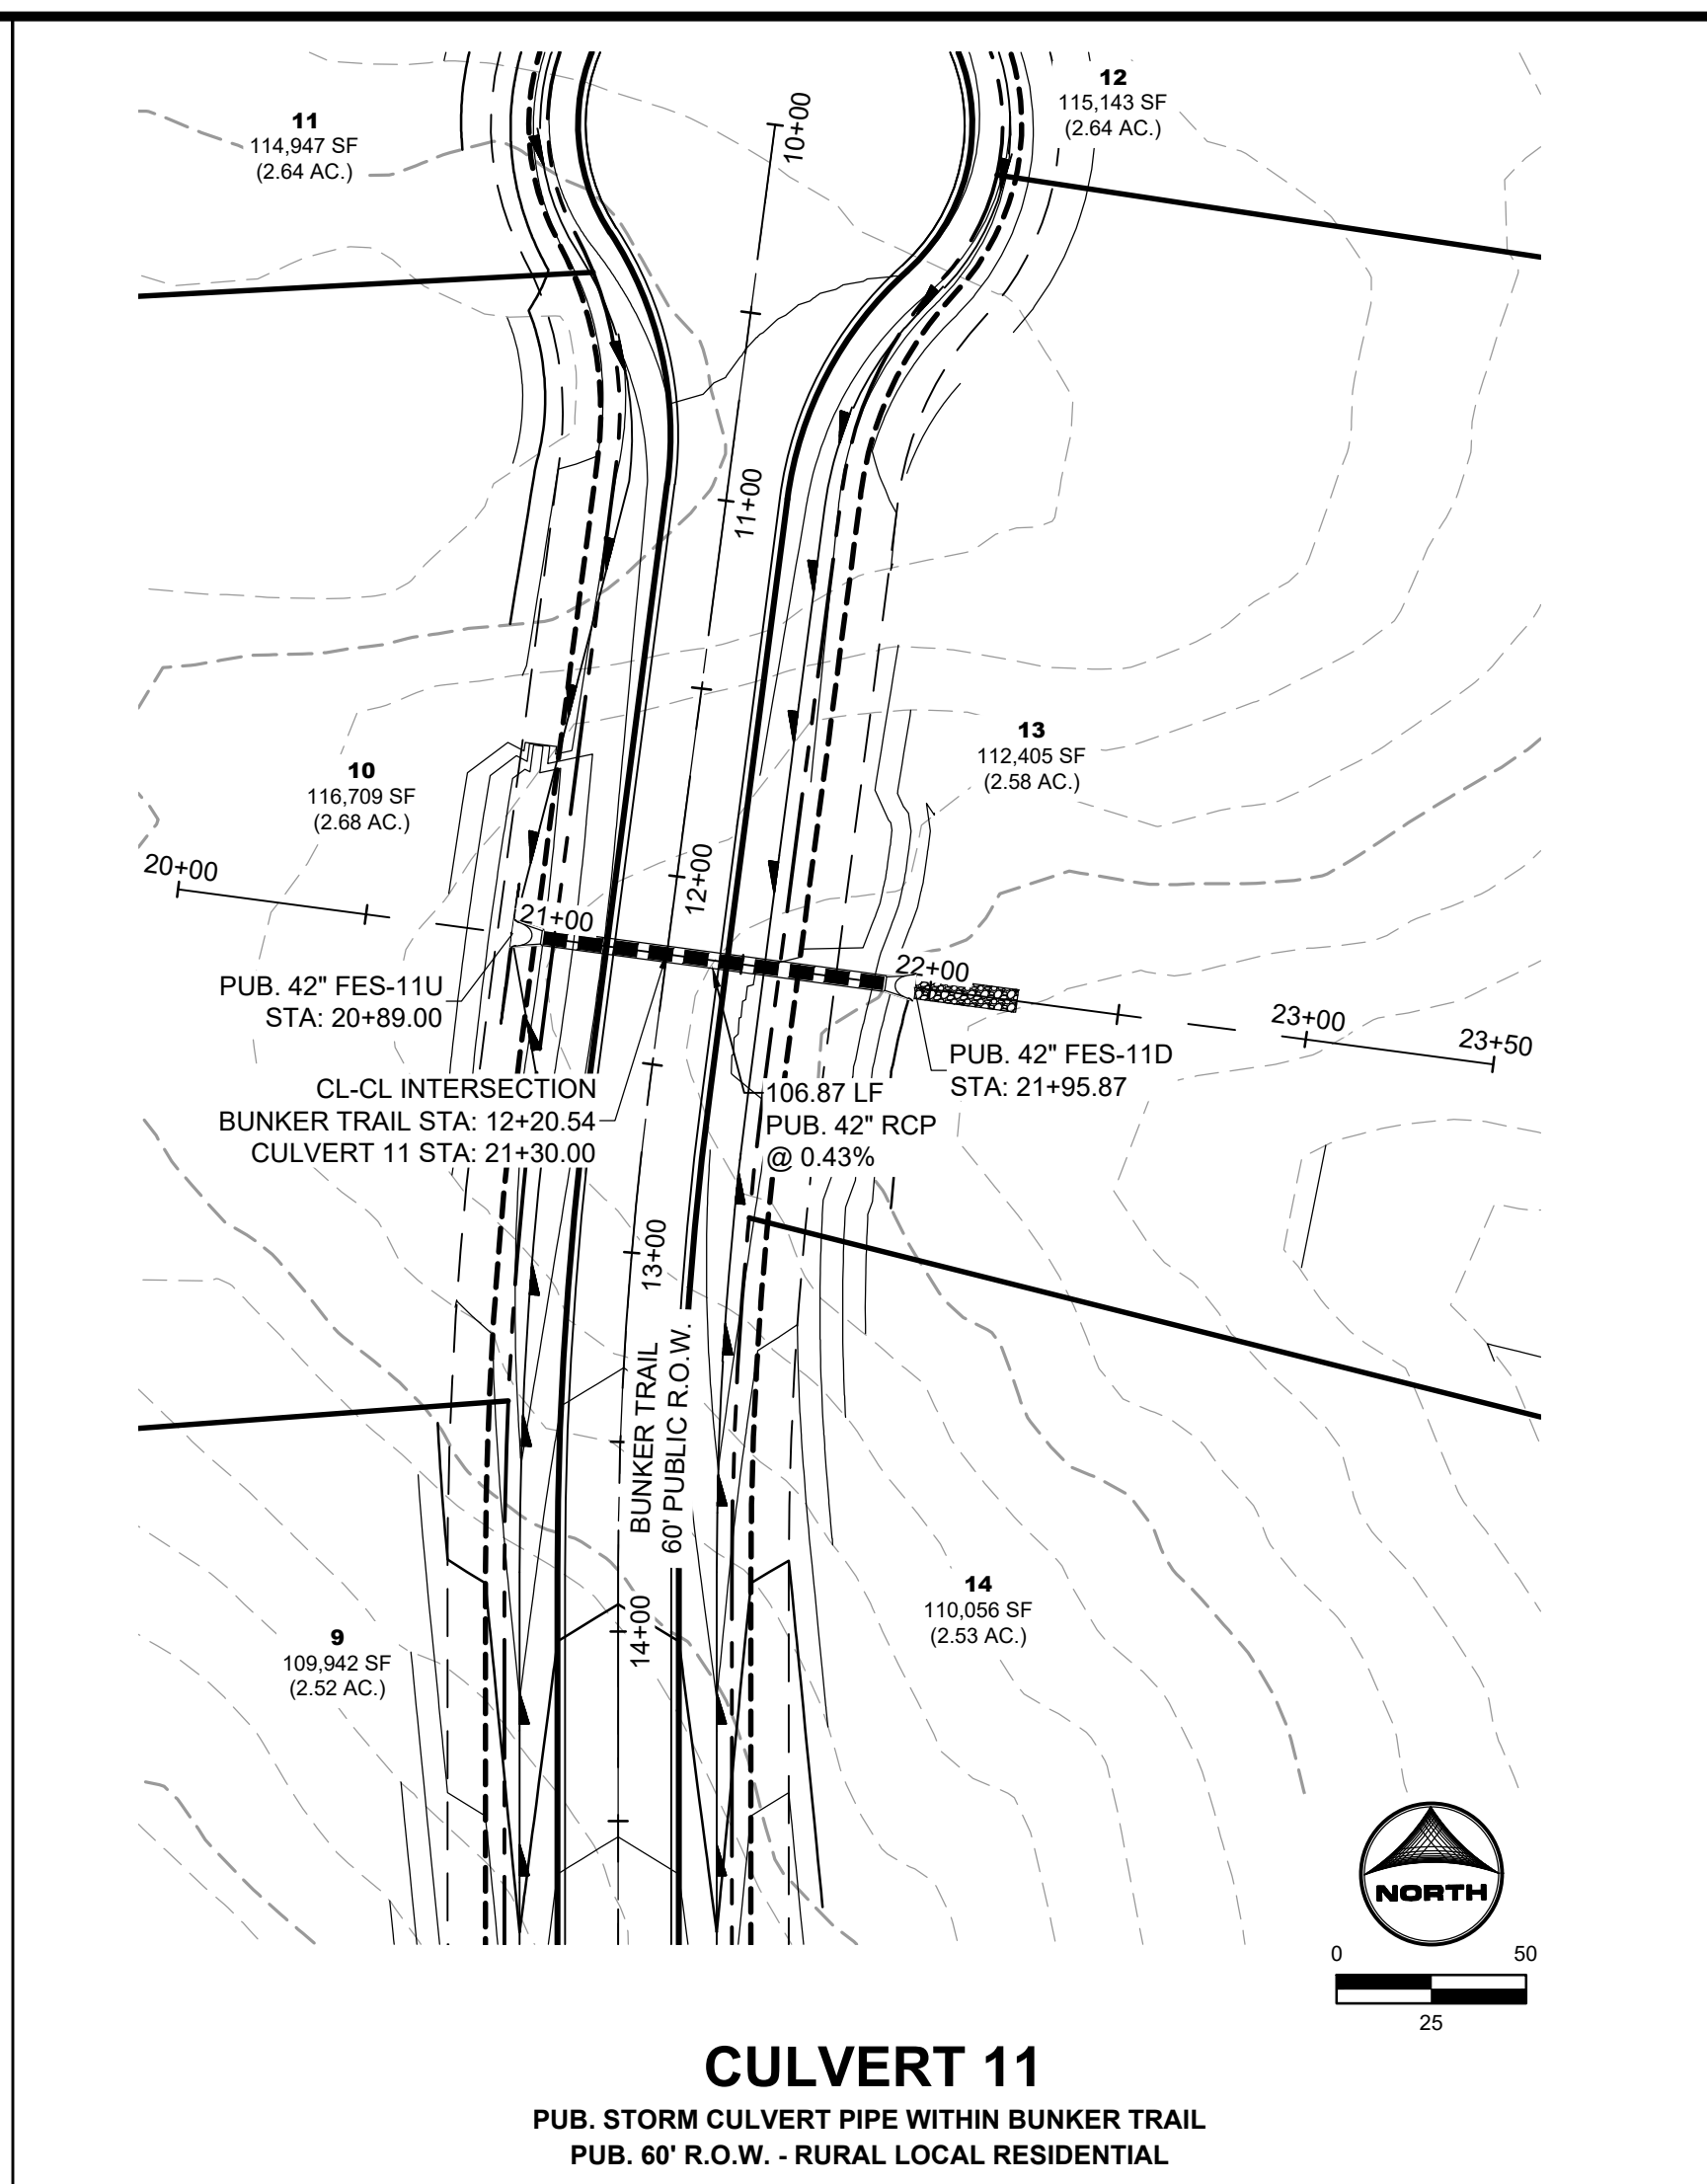 12
115,143 SF
(2.64 AC.)
11
114,947 SF
(2.64 AC.)
10+00
11+00
13
112,405 SF
(2.58 AC.)
10
116,709 SF
(2.68 AC.)
20+00
12+00
21+00
22+00
PUB. 42" FES-11U
STA: 20+89.00
23+00
23+50
PUB. 42" FES-11D
STA: 21+95.87
CL-CL INTERSECTION
BUNKER TRAIL STA: 12+20.54
CULVERT 11 STA: 21+30.00
106.87 LF
PUB. 42" RCP
@ 0.43%
13+00
BUNKER TRAIL
60' PUBLIC R.O.W.
14+00
14
110,056 SF
(2.53 AC.)
9
109,942 SF
(2.52 AC.)
NORTH
0 50
25
CULVERT 11
PUB. STORM CULVERT PIPE WITHIN BUNKER TRAIL
PUB. 60' R.O.W. - RURAL LOCAL RESIDENTIAL